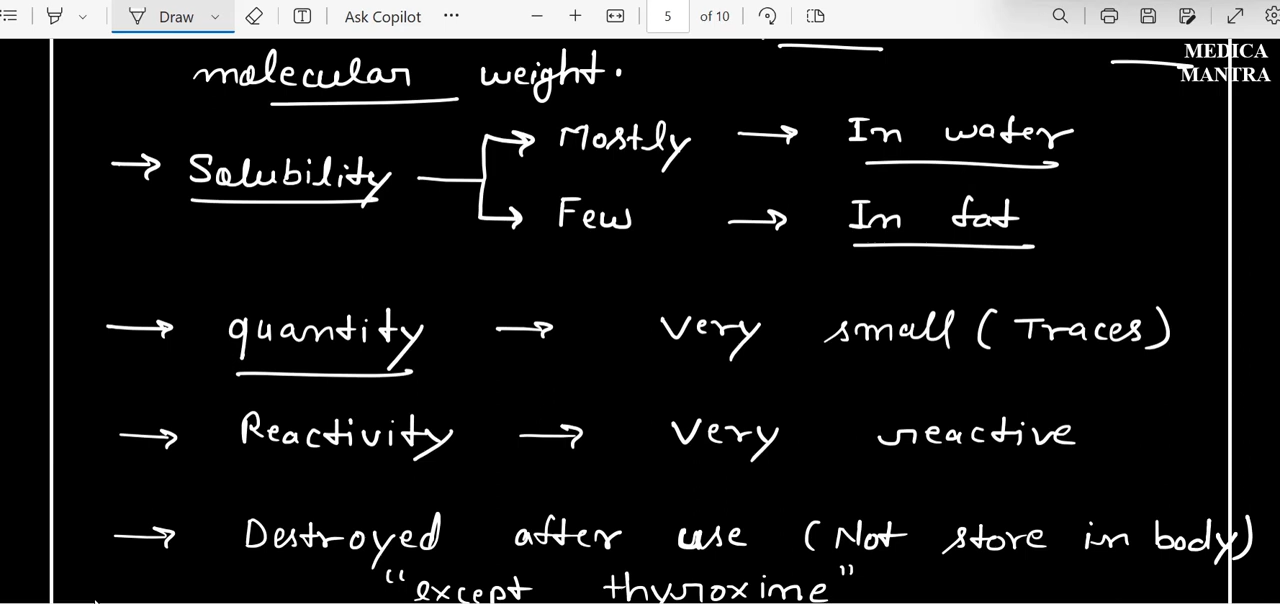 Draw
Ask Copilot
5 of 10
MEDICA
MANTRA
molecular weight.
→ Solubility → Mostly → In water
→ Few → In fat
→ quantity → Very small (Traces)
→ Reactivity → Very reactive
→ Destroyed after use (Not store in body)
"except thyroxime"